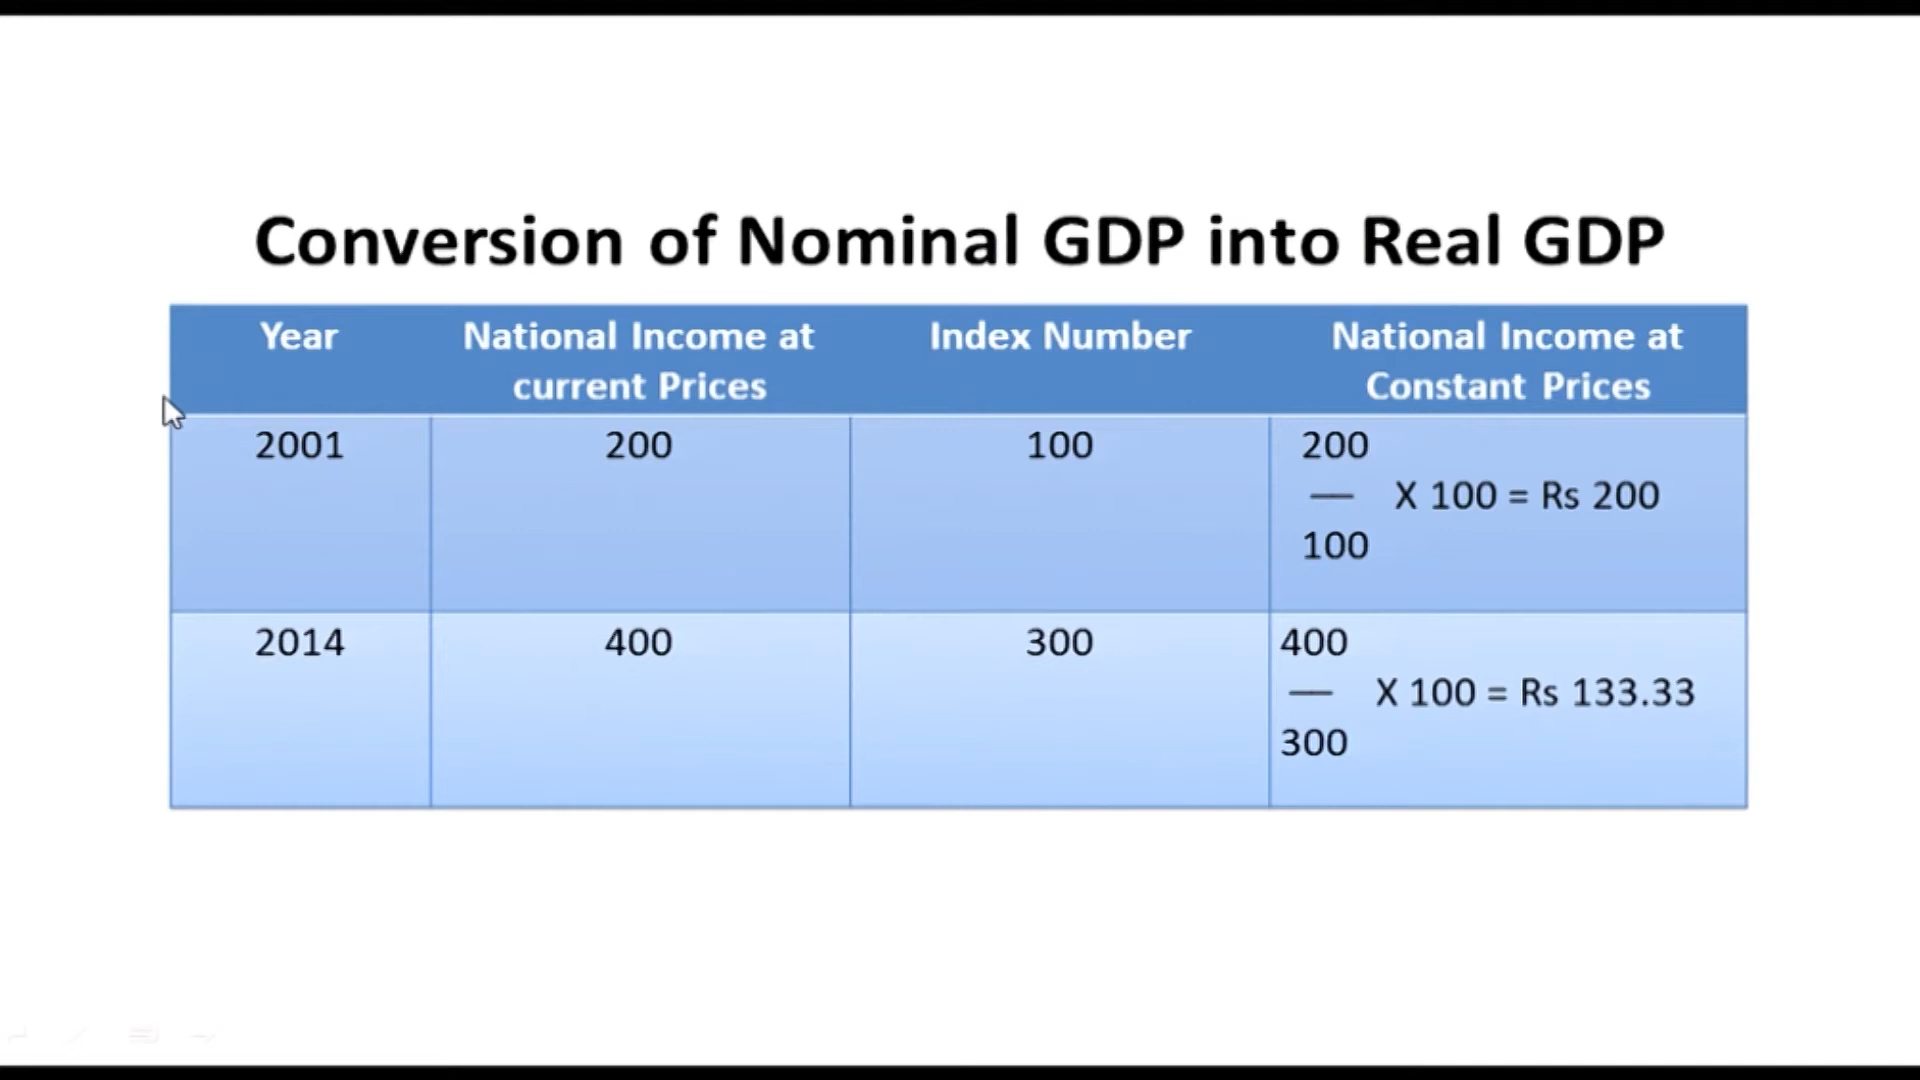 Conversion of Nominal GDP into Real GDP
Year
National Income at
current Prices
Index Number
National Income at
Constant Prices
2001
200
100
200
— X 100 = Rs 200
100
2014
400
300
400
— X 100 = Rs 133.33
300